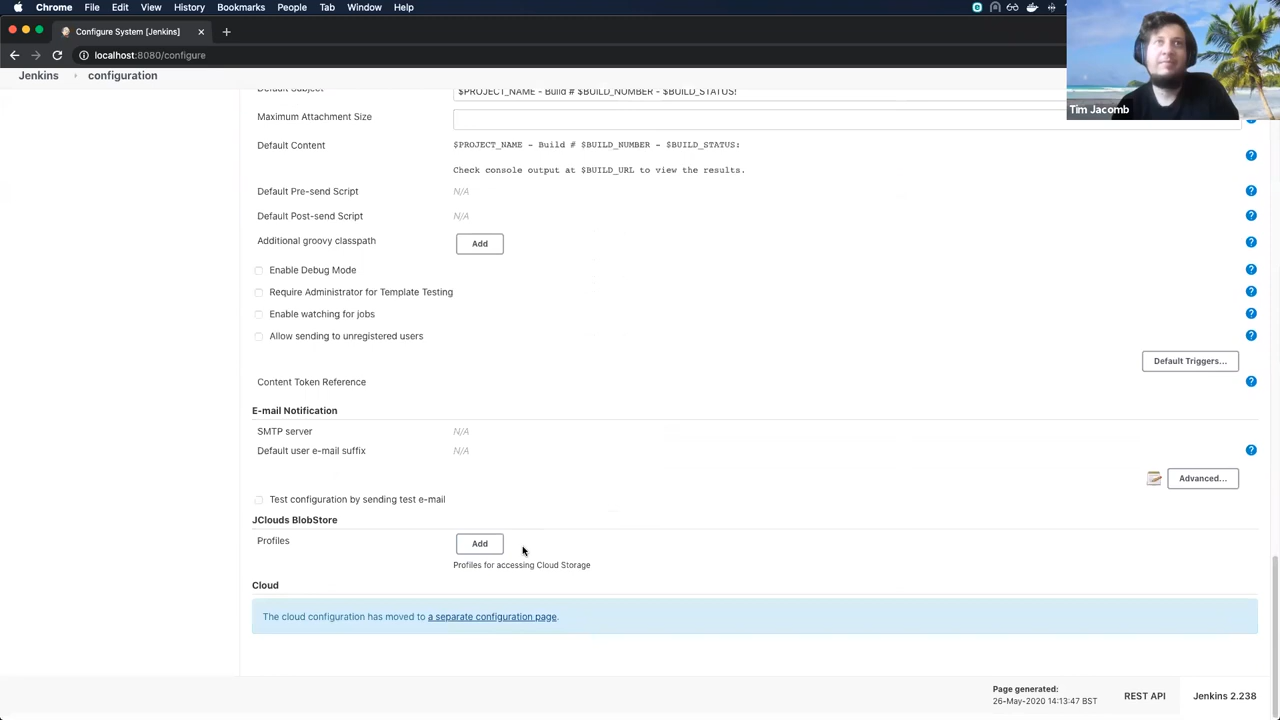 Chrome File Edit View History Bookmarks People Tab Window Help
Configure System [Jenkins]
localhost:8080/configure
Jenkins › configuration
Tim Jacomb
Default Subject $PROJECT_NAME - Build # $BUILD_NUMBER - $BUILD_STATUS!
Maximum Attachment Size
Default Content $PROJECT_NAME - Build # $BUILD_NUMBER - $BUILD_STATUS:
Check console output at $BUILD_URL to view the results.
Default Pre-send Script N/A
Default Post-send Script N/A
Additional groovy classpath Add
Enable Debug Mode
Require Administrator for Template Testing
Enable watching for jobs
Allow sending to unregistered users
Default Triggers...
Content Token Reference
E-mail Notification
SMTP server N/A
Default user e-mail suffix N/A
Advanced...
Test configuration by sending test e-mail
JClouds BlobStore
Profiles Add
Profiles for accessing Cloud Storage
Cloud
The cloud configuration has moved to a separate configuration page.
Page generated:
26-May-2020 14:13:47 BST
REST API
Jenkins 2.238